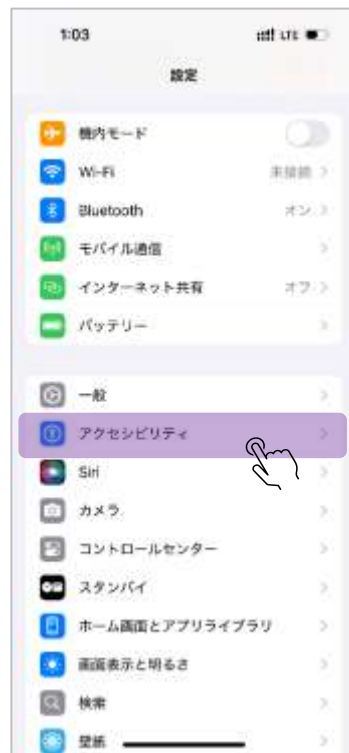 1:03 LTE
設定
機内モード
Wi-Fi 未接続
Bluetooth オン
モバイル通信
インターネット共有 オフ
バッテリー
一般
アクセシビリティ
Siri
カメラ
コントロールセンター
スタンバイ
ホーム画面とアプリライブラリ
画面表示と明るさ
検索
壁紙